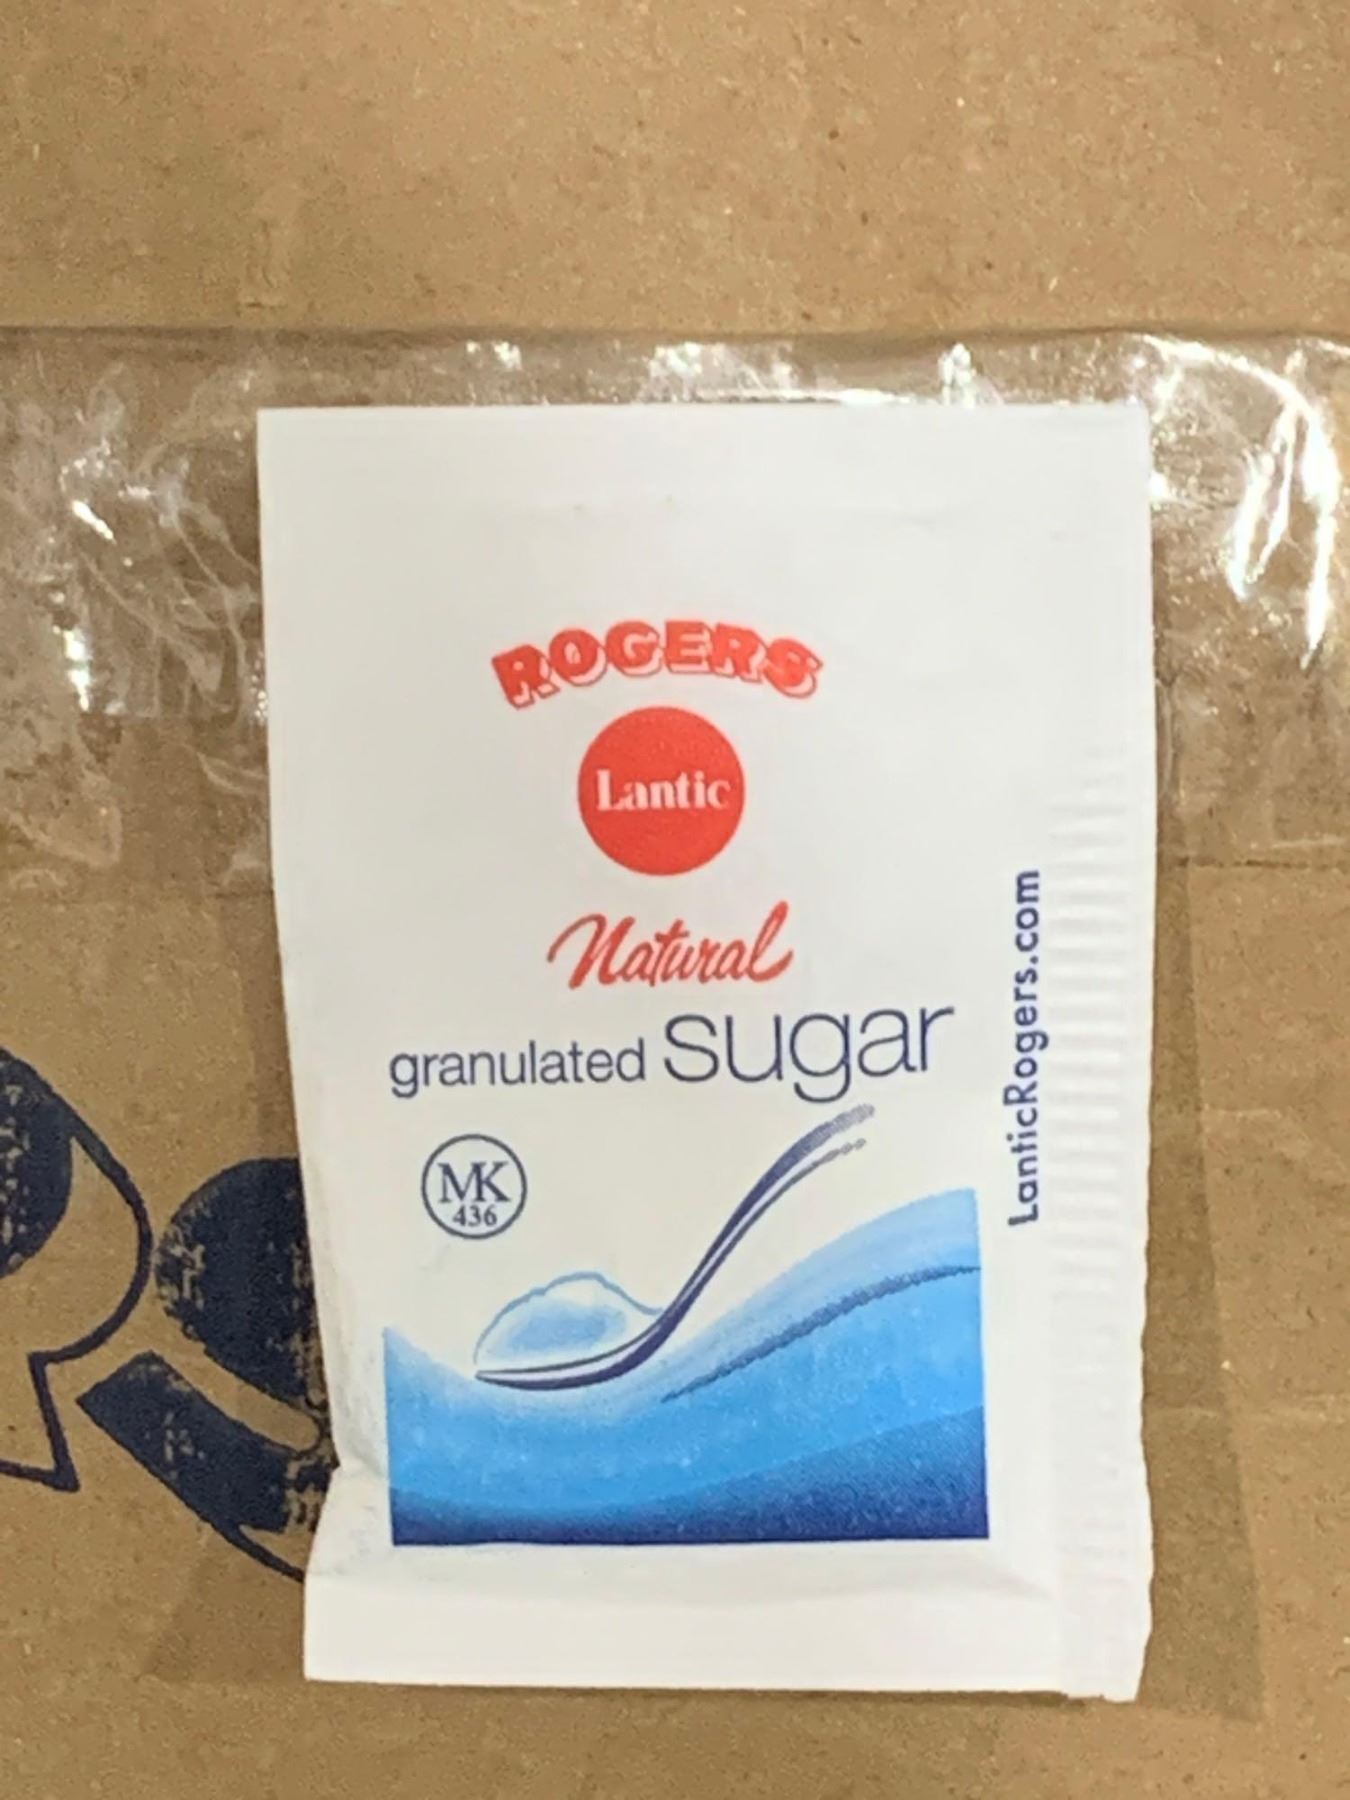 ROGERS
Lantic
Natural
granulated sugar
MK
436
LanticRogers.com